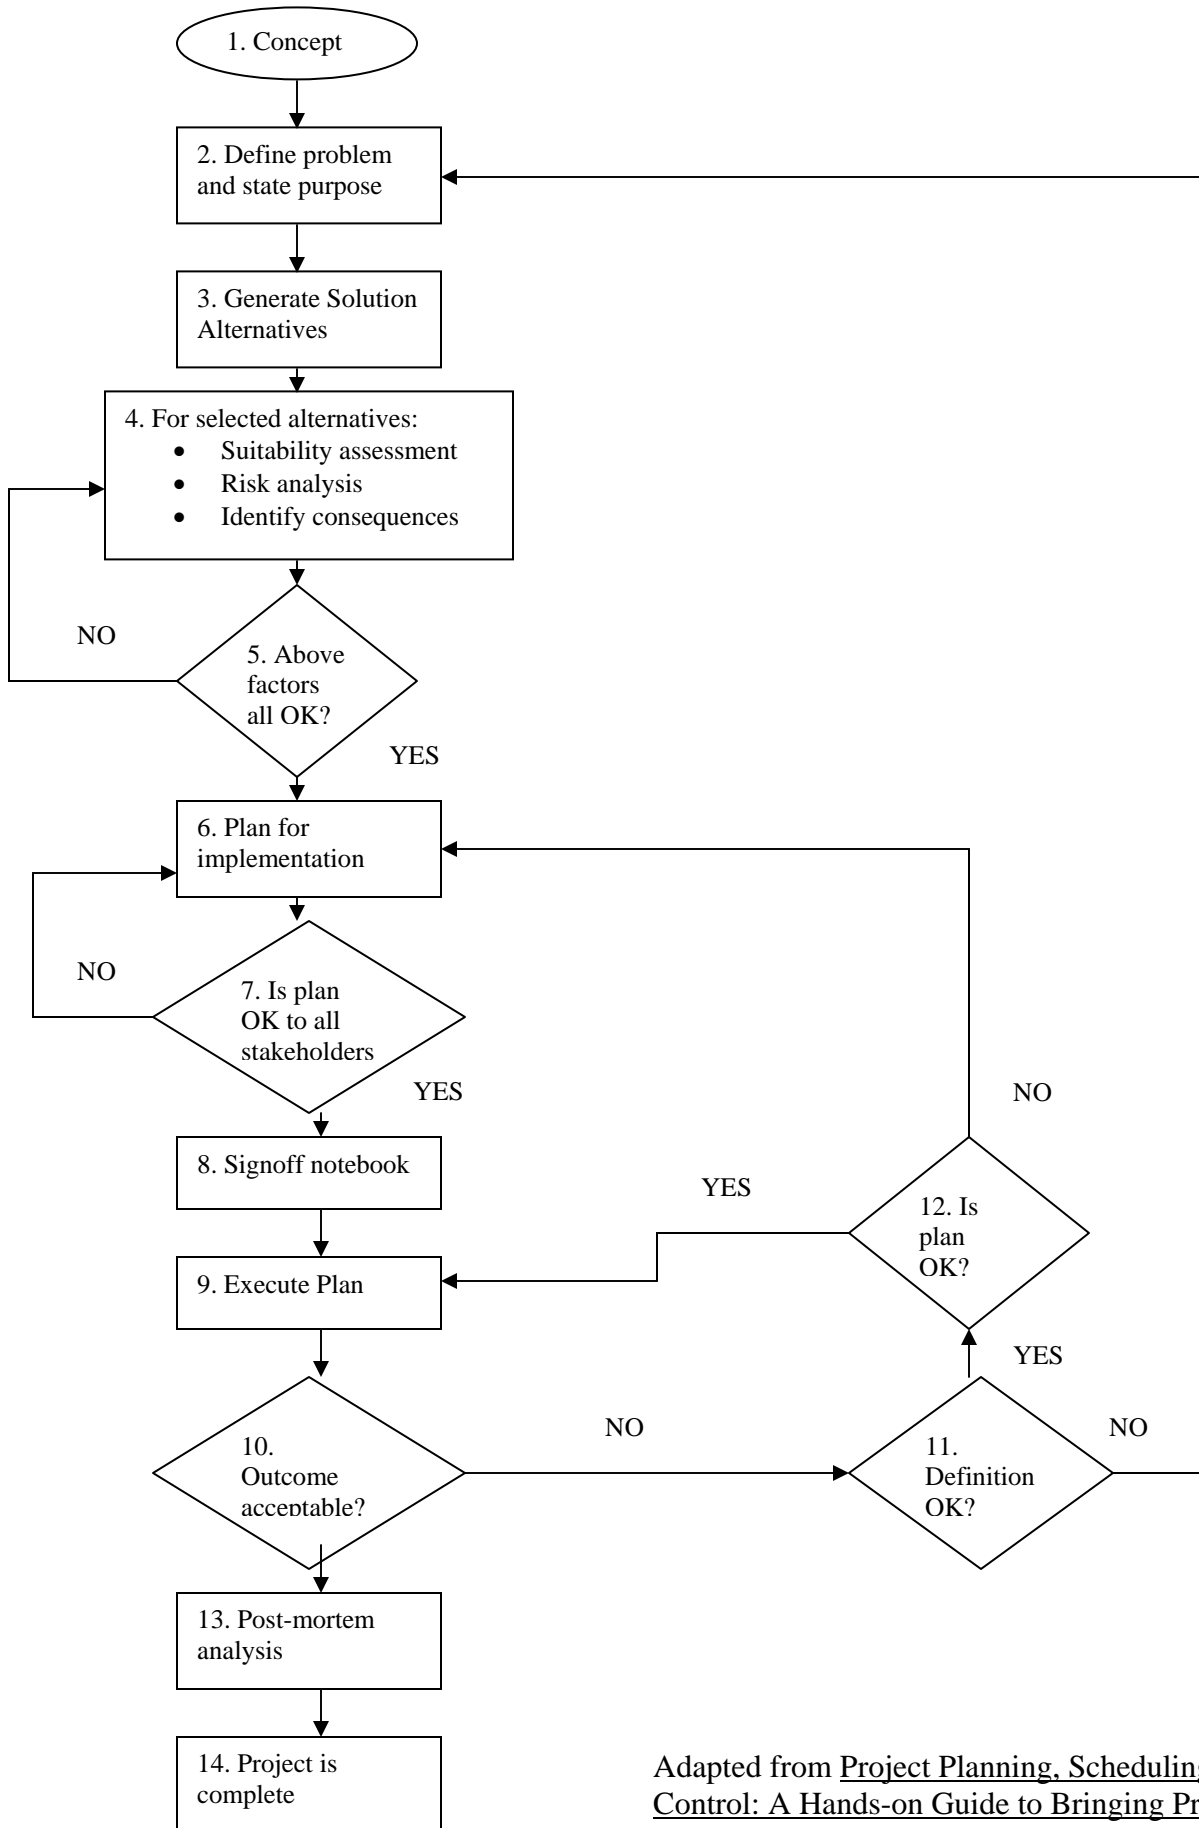 1. Concept
2. Define problem
and state purpose
3. Generate Solution
Alternatives
4. For selected alternatives:
• Suitability assessment
• Risk analysis
• Identify consequences
NO
5. Above
factors
all OK?
YES
6. Plan for
implementation
NO
7. Is plan
OK to all
stakeholders
YES
8. Signoff notebook
9. Execute Plan
10.
Outcome
acceptable?
NO
11.
Definition
OK?
NO
YES
12. Is
plan
OK?
YES
NO
13. Post-mortem
analysis
14. Project is
complete
Adapted from Project Planning, Scheduling
Control: A Hands-on Guide to Bringing Pr